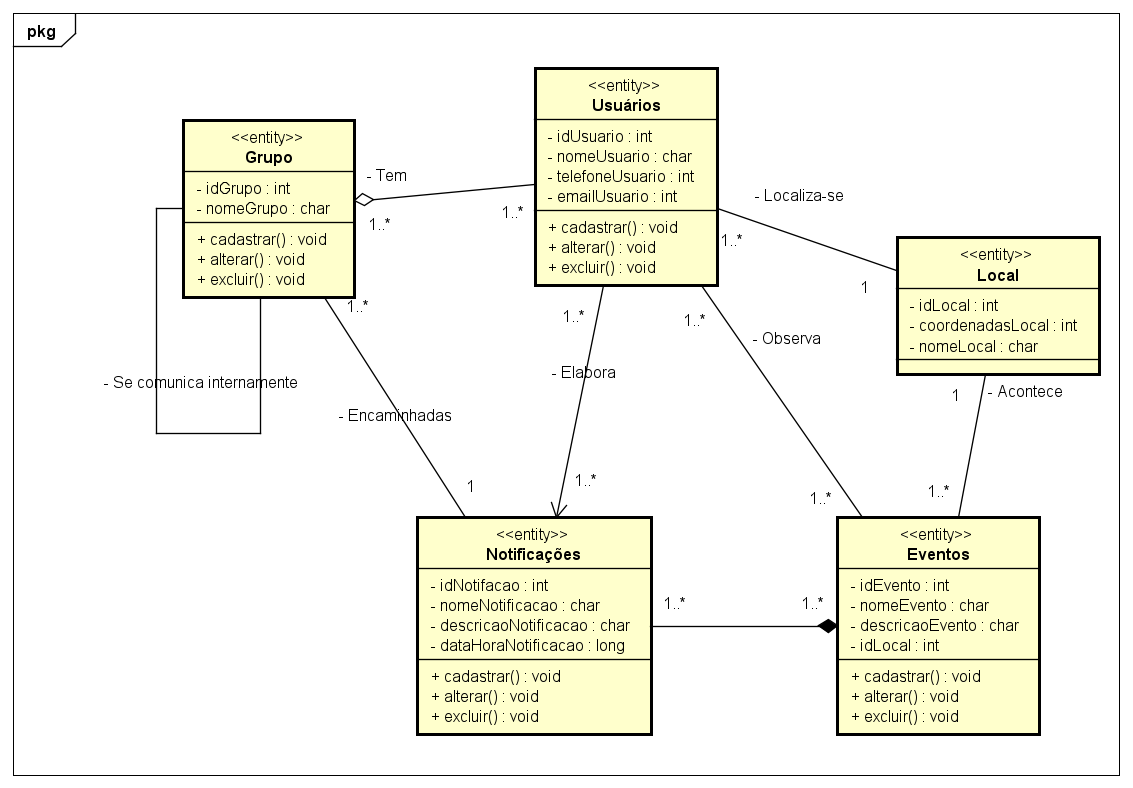 pkg
<<entity>>
Usuários
- idUsuario : int
- nomeUsuario : char
- telefoneUsuario : int
- emailUsuario : int
+ cadastrar() : void
+ alterar() : void
+ excluir() : void
<<entity>>
Grupo
- idGrupo : int
- nomeGrupo : char
+ cadastrar() : void
+ alterar() : void
+ excluir() : void
- Tem
1..*
1..*
- Localiza-se
1..*
1
<<entity>>
Local
- idLocal : int
- coordenadasLocal : int
- nomeLocal : char
1..*
1..*
1..*
- Observa
- Elabora
- Se comunica internamente
- Encaminhadas
1
- Acontece
1
1..*
1..*
1..*
<<entity>>
Notificações
- idNotifacao : int
- nomeNotificacao : char
- descricaoNotificacao : char
- dataHoraNotificacao : long
+ cadastrar() : void
+ alterar() : void
+ excluir() : void
1..*
1..*
<<entity>>
Eventos
- idEvento : int
- nomeEvento : char
- descricaoEvento : char
- idLocal : int
+ cadastrar() : void
+ alterar() : void
+ excluir() : void